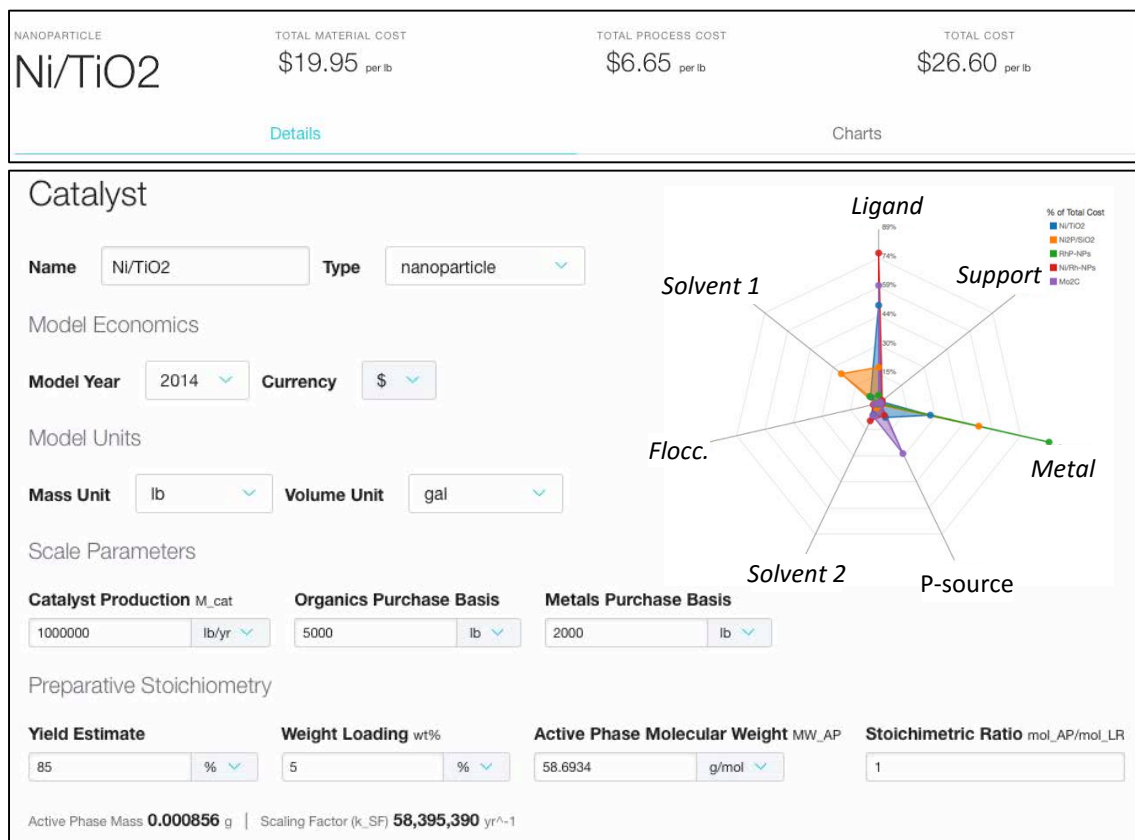 NANOPARTICLE
Ni/TiO2
TOTAL MATERIAL COST
$19.95 per lb
TOTAL PROCESS COST
$6.65 per lb
TOTAL COST
$26.60 per lb
Details
Charts
Catalyst
Name Ni/TiO2 Type nanoparticle
Model Economics
Model Year 2014 Currency $
Model Units
Mass Unit lb Volume Unit gal
Scale Parameters
Catalyst Production M_cat Organics Purchase Basis Metals Purchase Basis
1000000 lb/yr 5000 lb 2000 lb
Preparative Stoichiometry
Yield Estimate Weight Loading wt% Active Phase Molecular Weight MW_AP Stoichimetric Ratio mol_AP/mol_LR
85 % 5 % 58.6934 g/mol 1
Active Phase Mass 0.000856 g | Scaling Factor (k_SF) 58,395,390 yr^-1
Ligand
Support
Metal
P-source
Solvent 2
Flocc.
Solvent 1
89%
74%
59%
44%
30%
15%
% of Total Cost
Ni/TiO2
Ni2P/SiO2
RhP-NPs
Ni/Rh-NPs
Mo2C